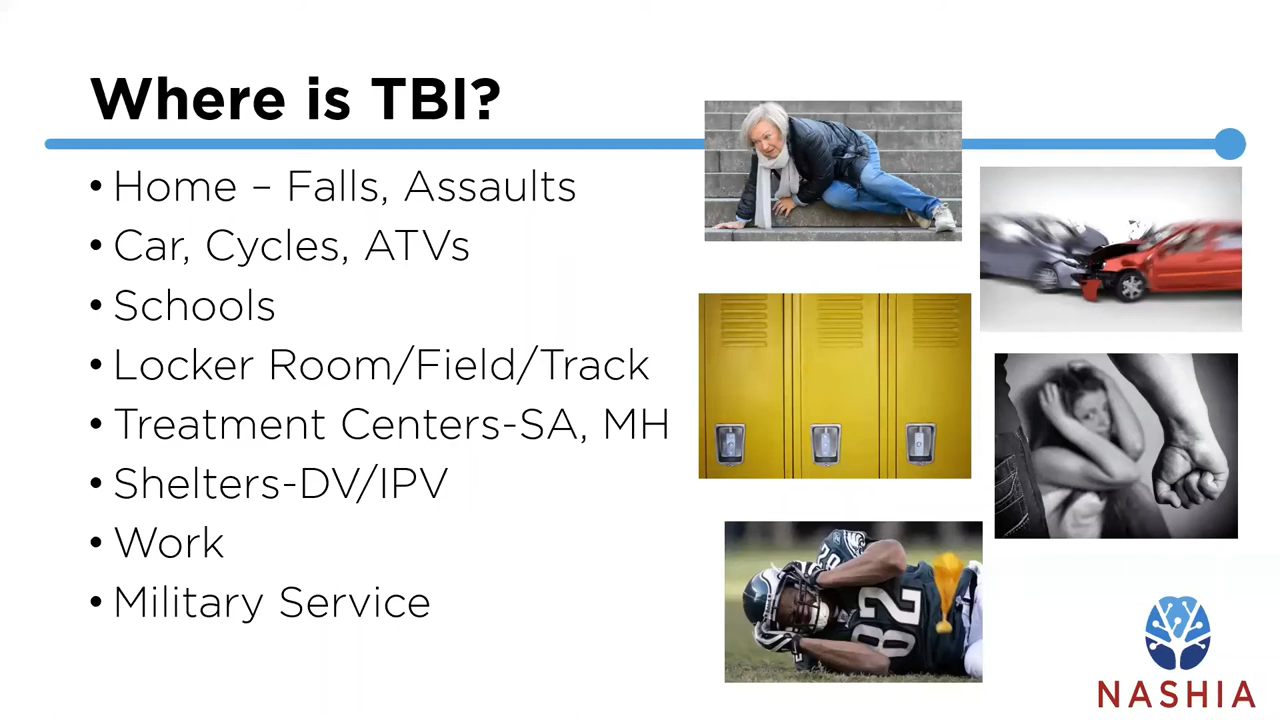 Where is TBI?
• Home – Falls, Assaults
• Car, Cycles, ATVs
• Schools
• Locker Room/Field/Track
• Treatment Centers-SA, MH
• Shelters-DV/IPV
• Work
• Military Service
82
NASHIA